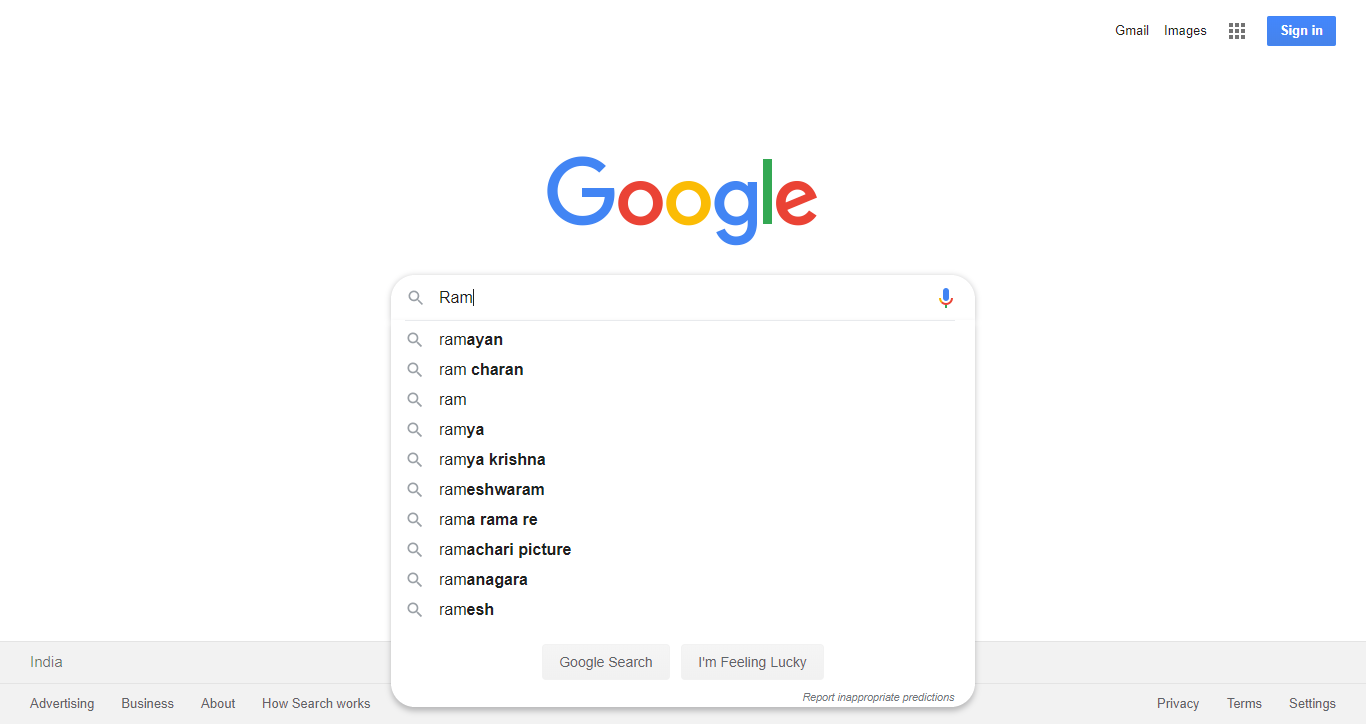 Gmail Images Sign in
Google
Ram
ramayan
ram charan
ram
ramya
ramya krishna
rameshwaram
rama rama re
ramachari picture
ramanagara
ramesh
Google Search I'm Feeling Lucky
Report inappropriate predictions
India
Advertising Business About How Search works Privacy Terms Settings